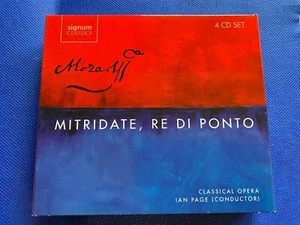 signum
CLASSICS
4 CD SET
Mozart
MITRIDATE, RE DI PONTO
CLASSICAL OPERA
IAN PAGE (CONDUCTOR)